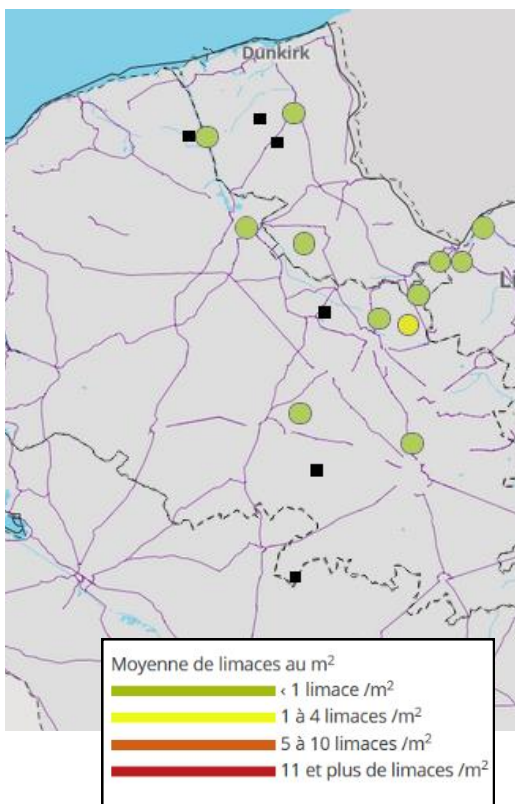 Dunkirk
Li
Moyenne de limaces au m²
‹ 1 limace /m²
1 à 4 limaces /m²
5 à 10 limaces /m²
11 et plus de limaces /m²